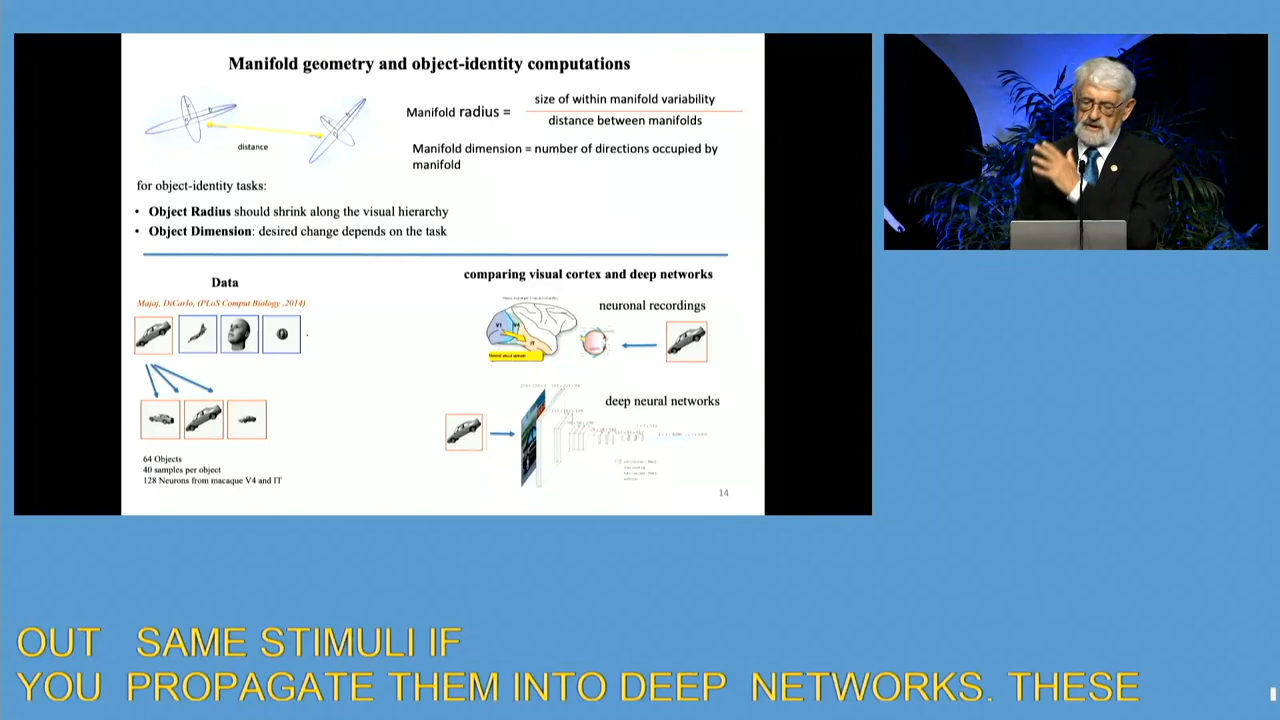 Manifold geometry and object-identity computations
distance
Manifold radius =
size of within manifold variability
distance between manifolds
Manifold dimension = number of directions occupied by
manifold
for object-identity tasks:
• Object Radius should shrink along the visual hierarchy
• Object Dimension: desired change depends on the task
Data
Majaj, DiCarlo, (PLoS Comput Biology ,2014)
64 Objects
40 samples per object
128 Neurons from macaque V4 and IT
comparing visual cortex and deep networks
neuronal recordings
V1
IT
deep neural networks
14
OUT SAME STIMULI IF
YOU PROPAGATE THEM INTO DEEP NETWORKS. THESE